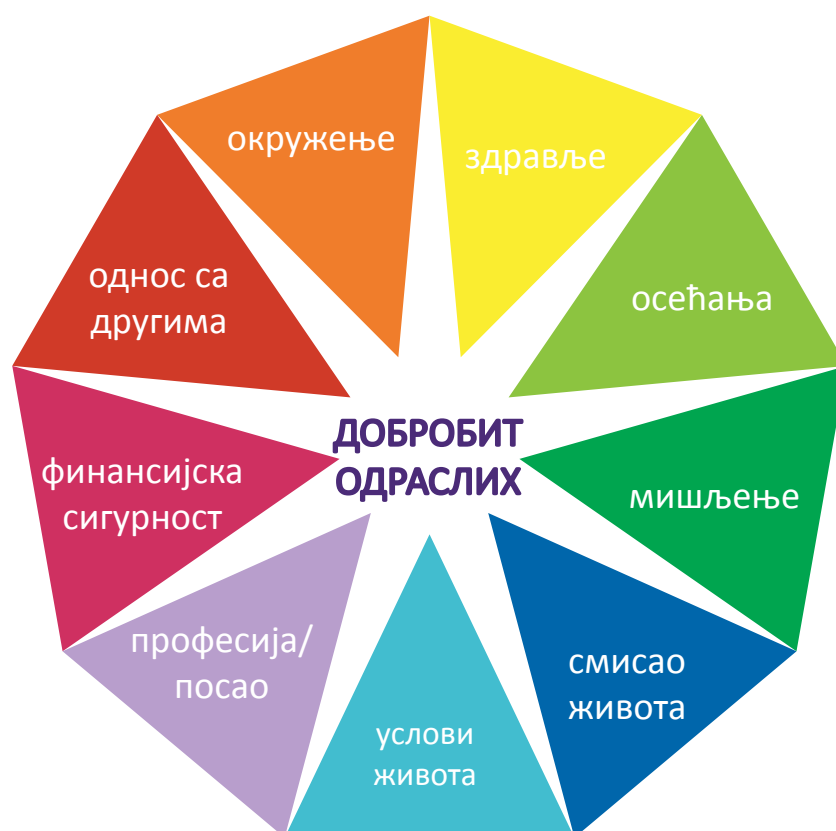 окружење
здравље
осећања
мишљење
смисао
живота
услови
живота
професија/
посао
финансијска
сигурност
однос са
другима
ДОБРОБИТ
ОДРАСЛИХ